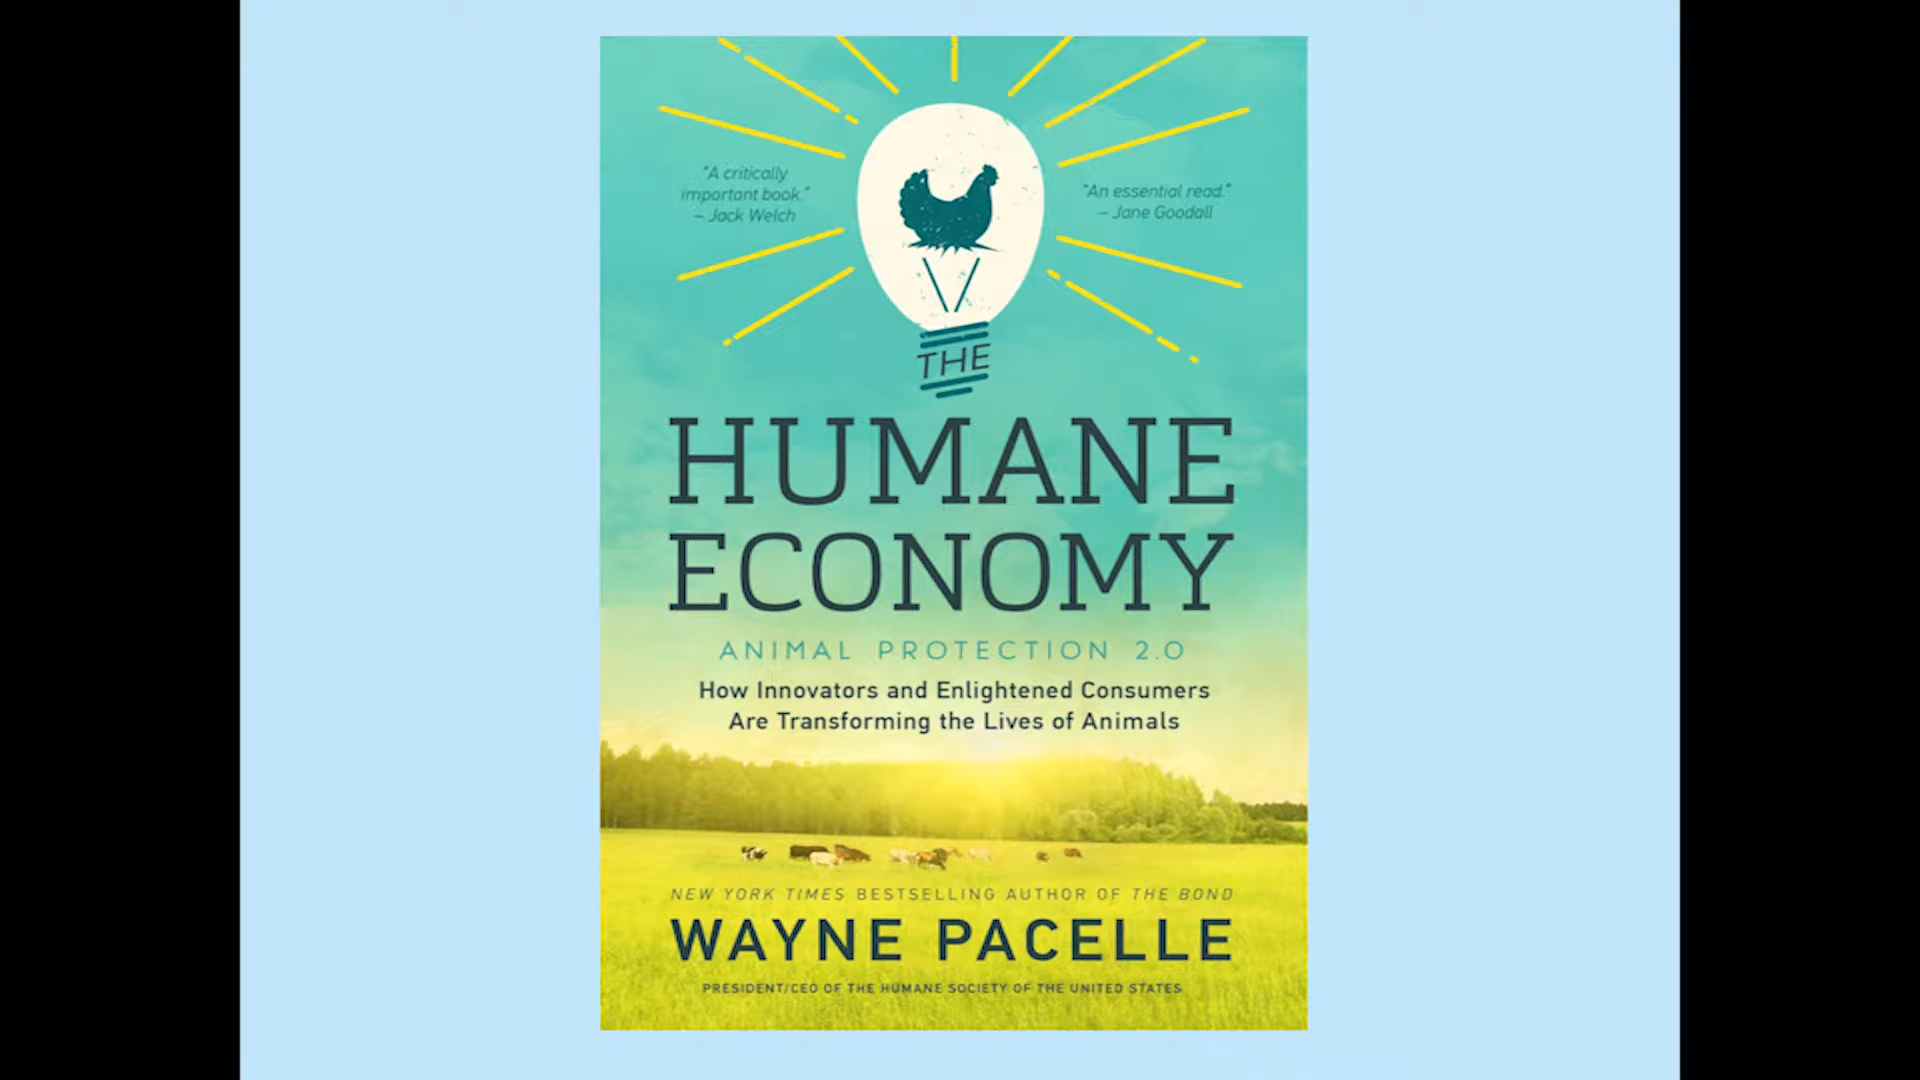 "A critically
important book."
– Jack Welch
"An essential read."
– Jane Goodall
THE
HUMANE
ECONOMY
ANIMAL PROTECTION 2.0
How Innovators and Enlightened Consumers
Are Transforming the Lives of Animals
NEW YORK TIMES BESTSELLING AUTHOR OF THE BOND
WAYNE PACELLE
PRESIDENT/CEO OF THE HUMANE SOCIETY OF THE UNITED STATES